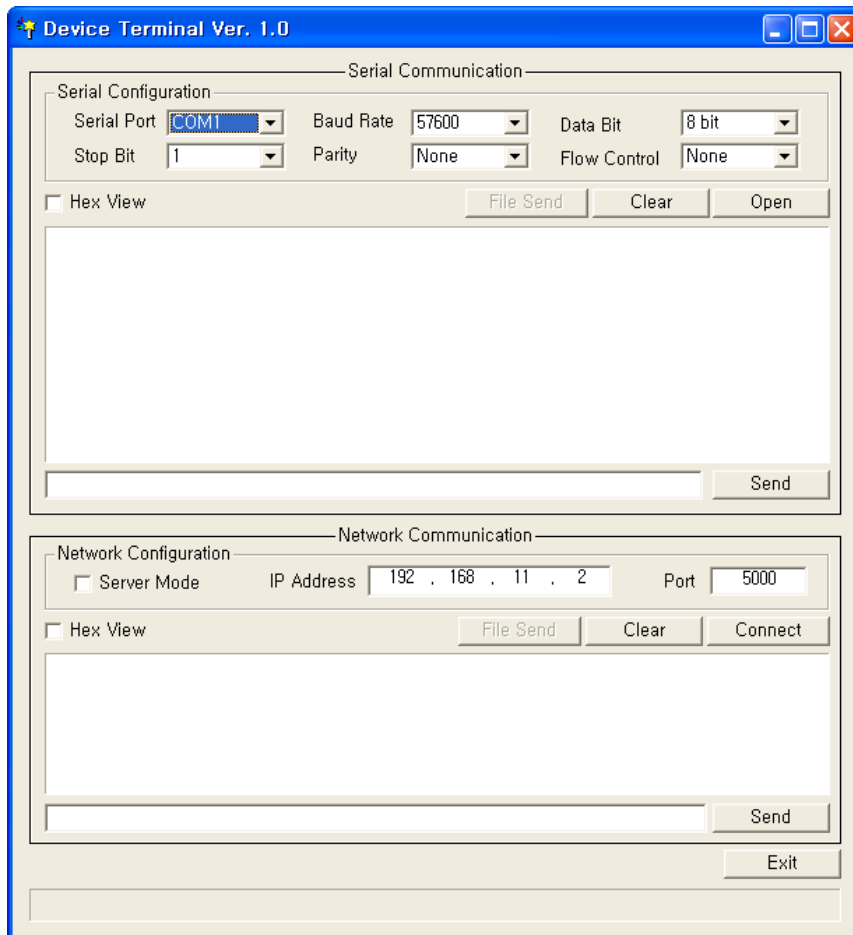 Device Terminal Ver. 1.0
Serial Communication
Serial Configuration
Serial Port COM1 Baud Rate 57600 Data Bit 8 bit
Stop Bit 1 Parity None Flow Control None
Hex View File Send Clear Open
Send
Network Communication
Network Configuration
Server Mode IP Address 192 . 168 . 11 . 2 Port 5000
Hex View File Send Clear Connect
Send
Exit